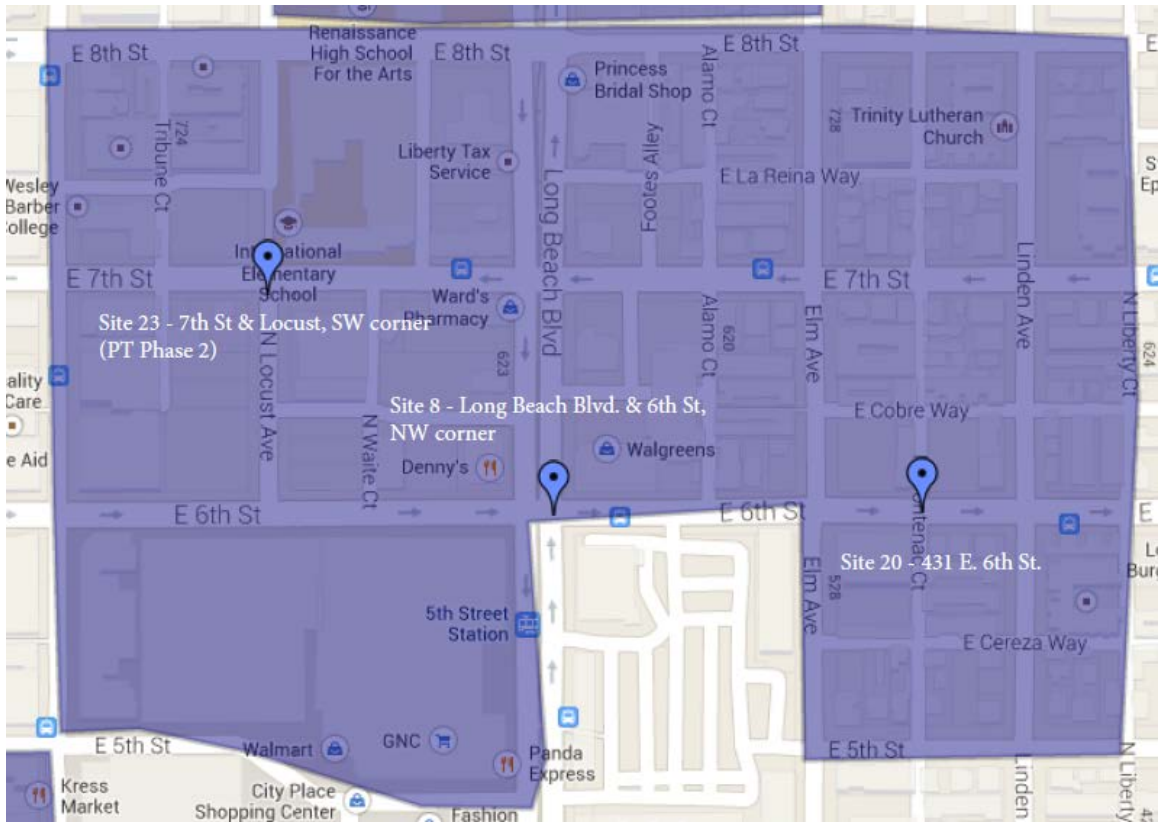 Renaissance
High School
For the Arts
E 8th St
E 8th St
E 8th St
Princess
Bridal Shop
Alamo Ct
724
Tribune Ct
Liberty Tax
Service
Footes Alley
728
Trinity Lutheran
Church
Wesley
Barber
College
E La Reina Way
Long Beach Blvd
International
Elementary
School
E 7th St
E 7th St
Linden Ave
Ward's
Pharmacy
Site 23 - 7th St & Locust, SW corner
(PT Phase 2)
N Locust Ave
623
Alamo Ct
620
Elm Ave
N Liberty Ct
624
Care
Site 8 - Long Beach Blvd. & 6th St,
NW corner
E Cobre Way
N Waite Ct
Denny's
Walgreens
e Aid
E 6th St
E 6th St
E
Site 20 - 431 E. 6th St.
Elm Ave
528
5th Street
Station
E Cereza Way
E 5th St
Walmart
GNC
Panda
Express
E 5th St
Linden
N Liberty
Kress
Market
City Place
Shopping Center
Fashion